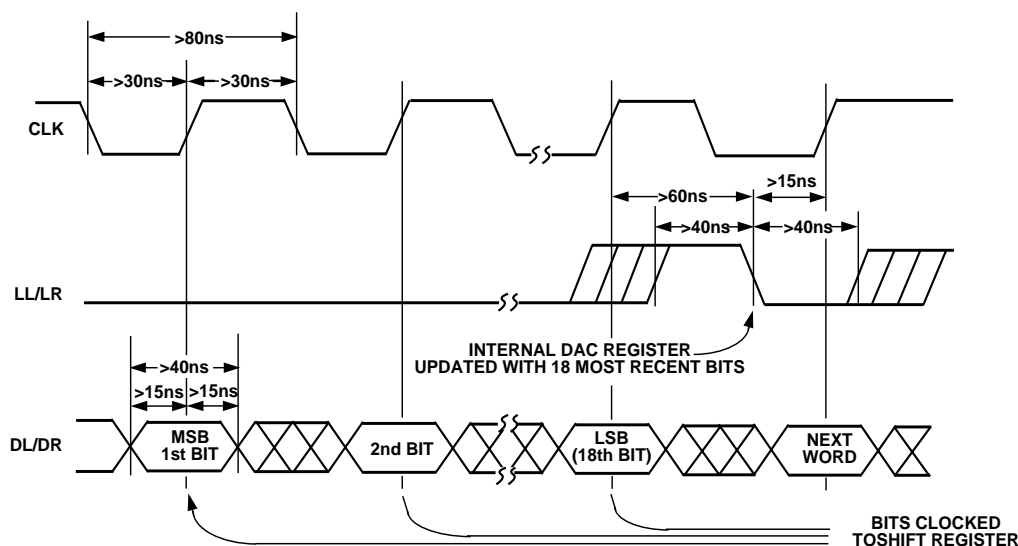 >80ns
>30ns >30ns
CLK
>60ns >15ns
>40ns >40ns
LL/LR
INTERNAL DAC REGISTER
UPDATED WITH 18 MOST RECENT BITS
>40ns
>15ns >15ns
DL/DR
MSB
1st BIT
2nd BIT
LSB
(18th BIT)
NEXT
WORD
BITS CLOCKED
TOSHIFT REGISTER